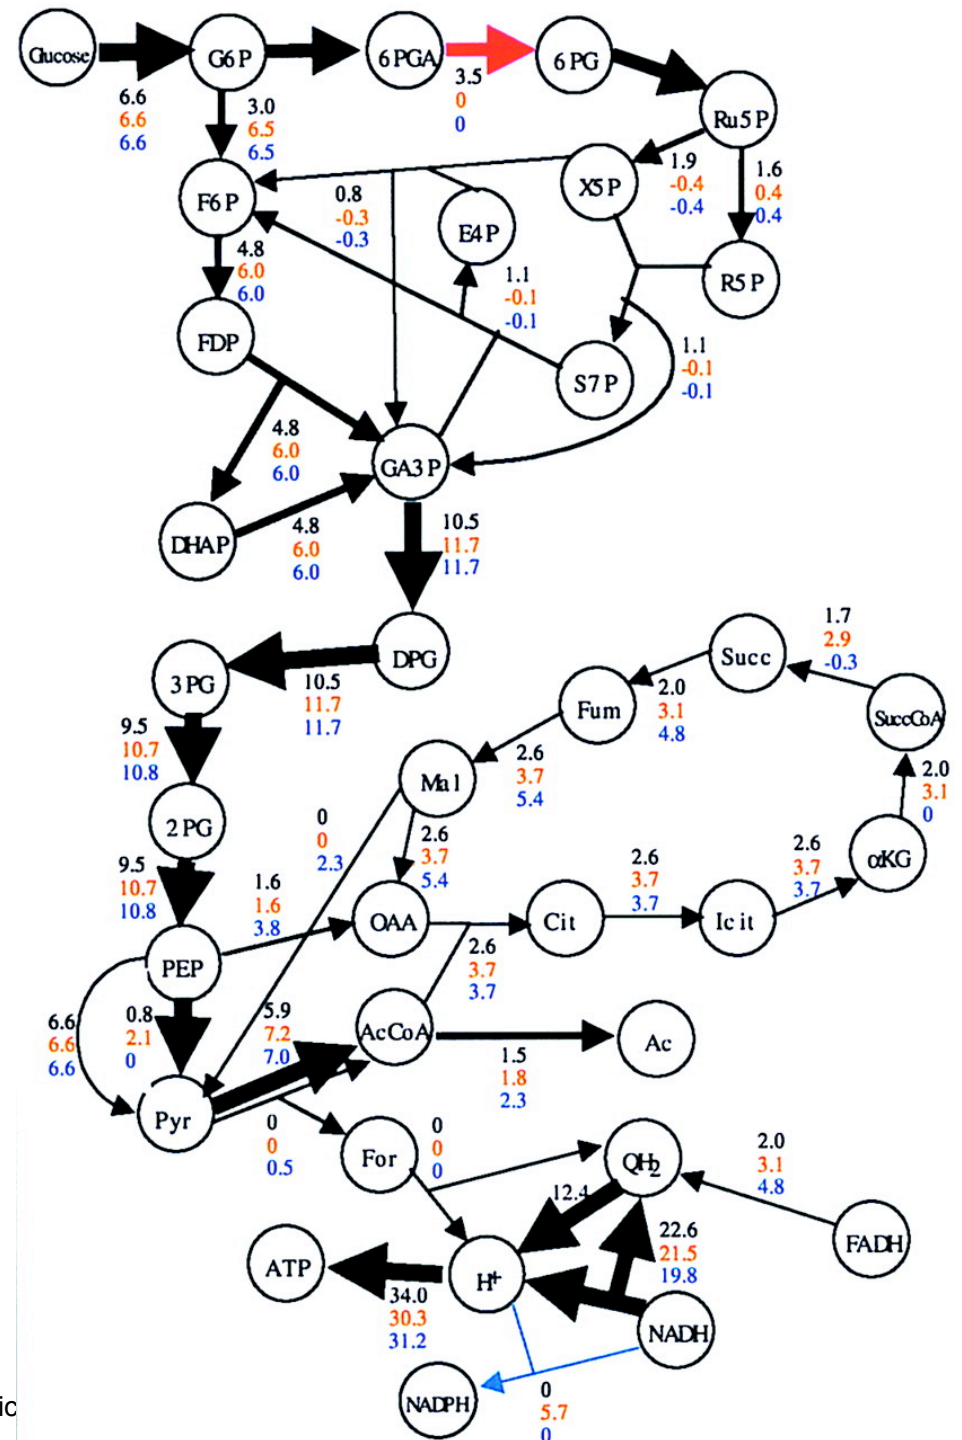 Glucose
G6P
6PGA
6PG
6.6
6.6
6.6
3.0
6.5
6.5
3.5
0
0
Ru5P
F6P
X5P
1.9
-0.4
-0.4
1.6
0.4
0.4
0.8
-0.3
-0.3
E4P
R5P
4.8
6.0
6.0
1.1
-0.1
-0.1
FDP
S7P
1.1
-0.1
-0.1
4.8
6.0
6.0
GA3P
DHAP
4.8
6.0
6.0
10.5
11.7
11.7
DPG
3PG
10.5
11.7
11.7
Succ
1.7
2.9
-0.3
Fum
2.0
3.1
4.8
SuccCoA
9.5
10.7
10.8
Mal
2.6
3.7
5.4
2.0
3.1
0
2PG
0
0
2.3
2.6
3.7
5.4
2.6
3.7
3.7
2.6
3.7
3.7
αKG
9.5
10.7
10.8
1.6
1.6
3.8
OAA
Cit
Icit
PEP
2.6
3.7
3.7
6.6
6.6
6.6
0.8
2.1
0
5.9
7.2
7.0
AcCoA
Ac
1.5
1.8
2.3
Pyr
0
0
0.5
For
0
0
0
QH2
2.0
3.1
4.8
12.4
22.6
21.5
19.8
FADH
ATP
34.0
30.3
31.2
H+
NADH
NADPH
0
5.7
0
ic